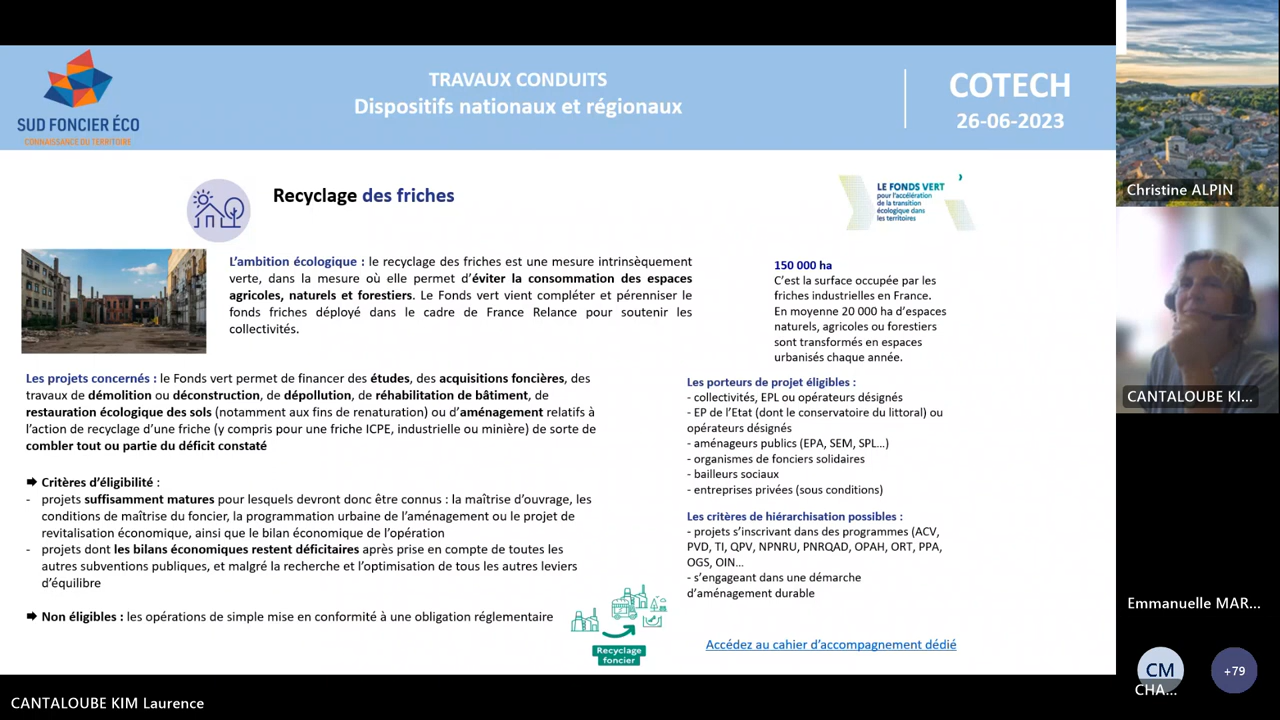 SUD FONCIER ÉCO
CONNAISSANCE DU TERRITOIRE
TRAVAUX CONDUITS
Dispositifs nationaux et régionaux
COTECH
26-06-2023
Recyclage des friches
LE FONDS VERT
pour l'accélération
de la transition
écologique dans
les territoires
L'ambition écologique : le recyclage des friches est une mesure intrinsèquement
verte, dans la mesure où elle permet d'éviter la consommation des espaces
agricoles, naturels et forestiers. Le Fonds vert vient compléter et pérenniser le
fonds friches déployé dans le cadre de France Relance pour soutenir les
collectivités.
150 000 ha
C'est la surface occupée par les
friches industrielles en France.
En moyenne 20 000 ha d'espaces
naturels, agricoles ou forestiers
sont transformés en espaces
urbanisés chaque année.
Les projets concernés : le Fonds vert permet de financer des études, des acquisitions foncières, des
travaux de démolition ou déconstruction, de dépollution, de réhabilitation de bâtiment, de
restauration écologique des sols (notamment aux fins de renaturation) ou d'aménagement relatifs à
l'action de recyclage d'une friche (y compris pour une friche ICPE, industrielle ou minière) de sorte de
combler tout ou partie du déficit constaté
🠶 Critères d'éligibilité :
- projets suffisamment matures pour lesquels devront donc être connus : la maîtrise d'ouvrage, les
conditions de maîtrise du foncier, la programmation urbaine de l'aménagement ou le projet de
revitalisation économique, ainsi que le bilan économique de l'opération
- projets dont les bilans économiques restent déficitaires après prise en compte de toutes les
autres subventions publiques, et malgré la recherche et l'optimisation de tous les autres leviers
d'équilibre
🠶 Non éligibles : les opérations de simple mise en conformité à une obligation réglementaire
Recyclage
foncier
Les porteurs de projet éligibles :
- collectivités, EPL ou opérateurs désignés
- EP de l'Etat (dont le conservatoire du littoral) ou
opérateurs désignés
- aménageurs publics (EPA, SEM, SPL...)
- organismes de fonciers solidaires
- bailleurs sociaux
- entreprises privées (sous conditions)
Les critères de hiérarchisation possibles :
- projets s'inscrivant dans des programmes (ACV,
PVD, TI, QPV, NPNRU, PNRQAD, OPAH, ORT, PPA,
OGS, OIN...
- s'engageant dans une démarche
d'aménagement durable
Accédez au cahier d'accompagnement dédié
Christine ALPIN
CANTALOUBE KI...
Emmanuelle MAR...
CM
CHA...
+79
CANTALOUBE KIM Laurence